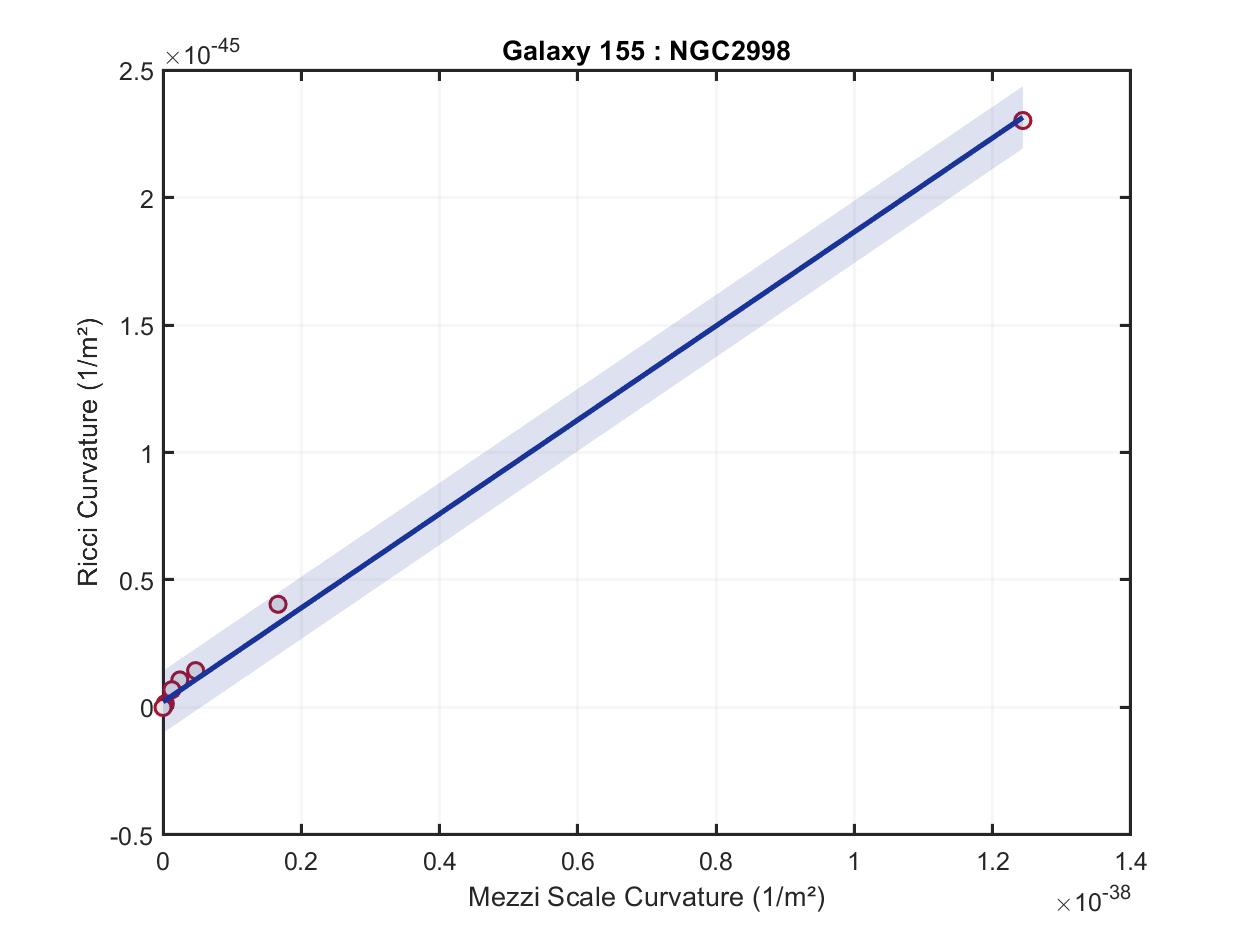 ×10⁻⁴⁵
Galaxy 155 : NGC2998
2.5
2
1.5
1
0.5
0
-0.5
Ricci Curvature (1/m²)
0 0.2 0.4 0.6 0.8 1 1.2 1.4
Mezzi Scale Curvature (1/m²)
×10⁻³⁸